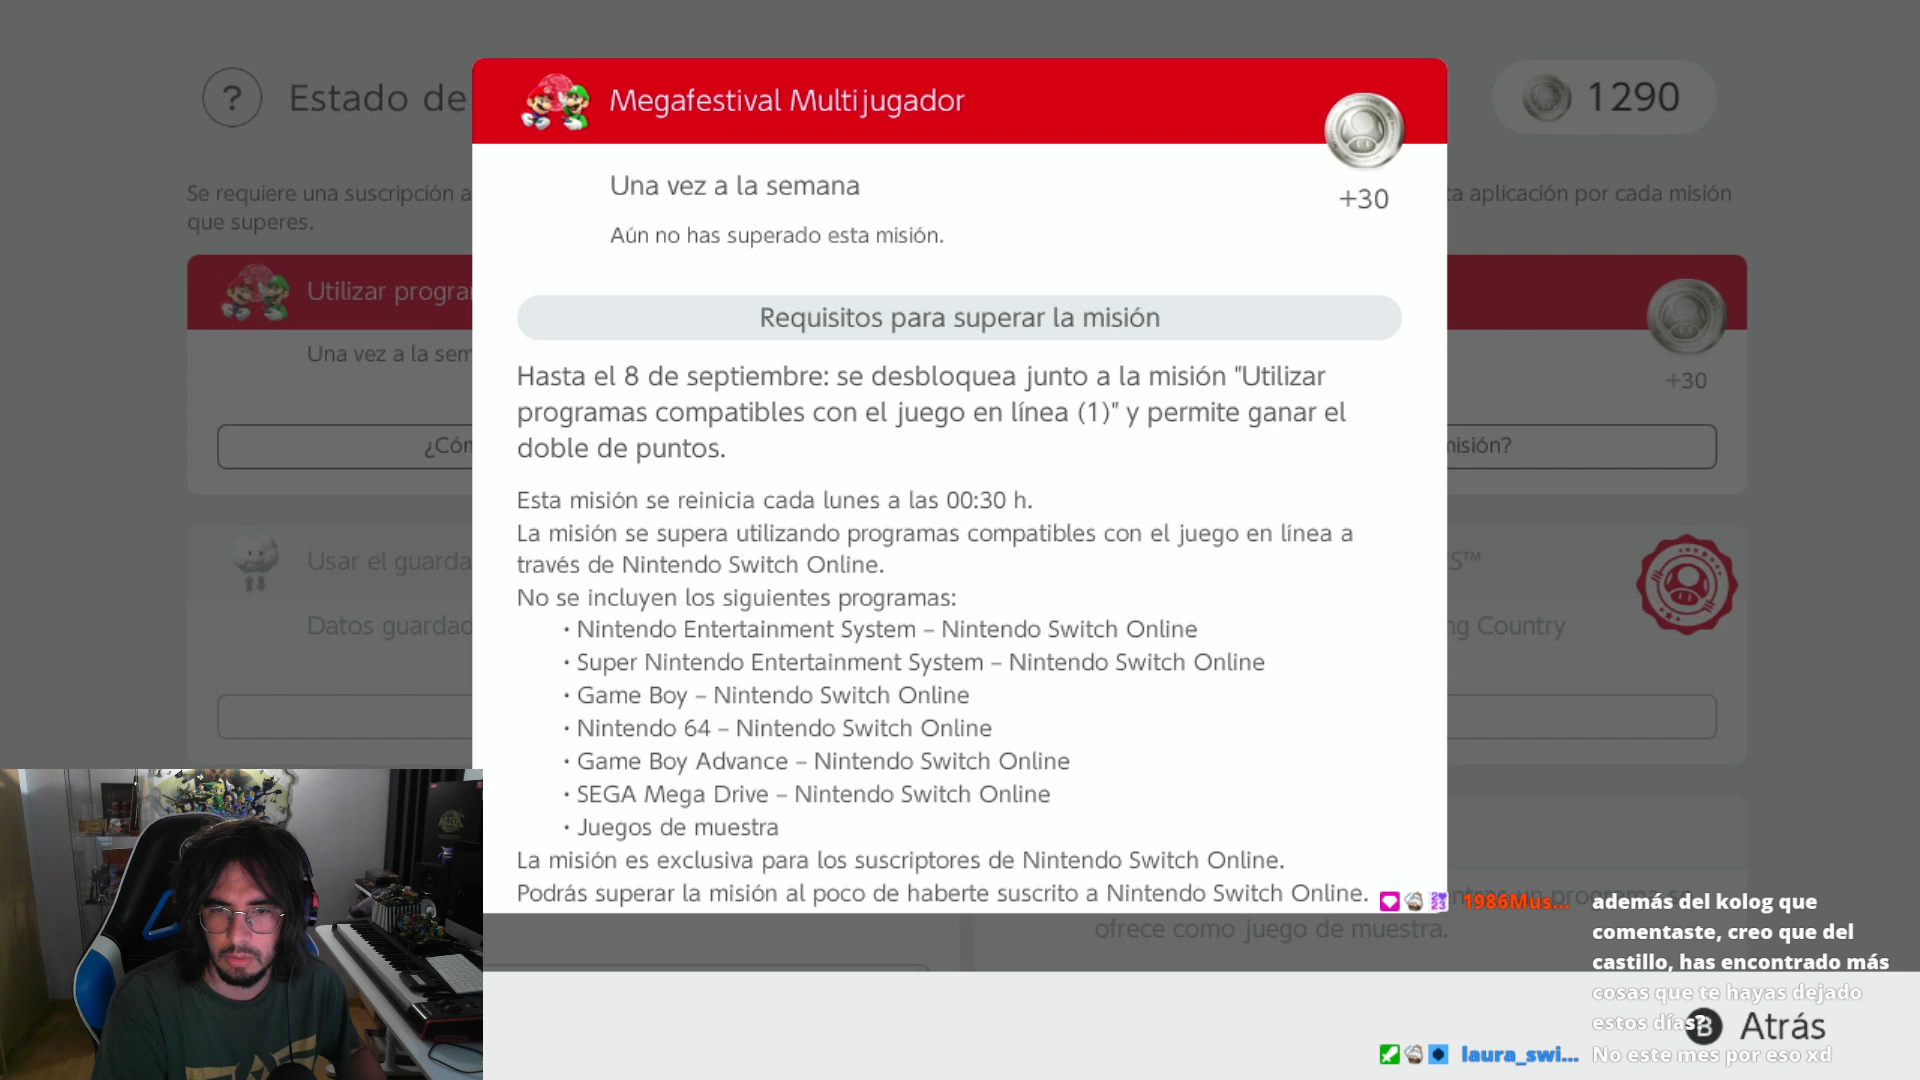 ? Estado de
Megafestival Multijugador
1290
Se requiere una suscripción a
que superes.
ta aplicación por cada misión
Una vez a la semana
+30
Aún no has superado esta misión.
Utilizar progra
Una vez a la sem
+30
¿Cón
misión?
Requisitos para superar la misión
Hasta el 8 de septiembre: se desbloquea junto a la misión "Utilizar
programas compatibles con el juego en línea (1)" y permite ganar el
doble de puntos.
Esta misión se reinicia cada lunes a las 00:30 h.
La misión se supera utilizando programas compatibles con el juego en línea a
través de Nintendo Switch Online.
No se incluyen los siguientes programas:
· Nintendo Entertainment System – Nintendo Switch Online
· Super Nintendo Entertainment System – Nintendo Switch Online
· Game Boy – Nintendo Switch Online
· Nintendo 64 – Nintendo Switch Online
· Game Boy Advance – Nintendo Switch Online
· SEGA Mega Drive – Nintendo Switch Online
· Juegos de muestra
La misión es exclusiva para los suscriptores de Nintendo Switch Online.
Podrás superar la misión al poco de haberte suscrito a Nintendo Switch Online.
Usar el guarda
Datos guardad
S™
ng Country
un programa se
ofrece como juego de muestra.
1986Mus... además del kolog que
comentaste, creo que del
castillo, has encontrado más
cosas que te hayas dejado
estos días?
B Atrás
laura_swi... No este mes por eso xd